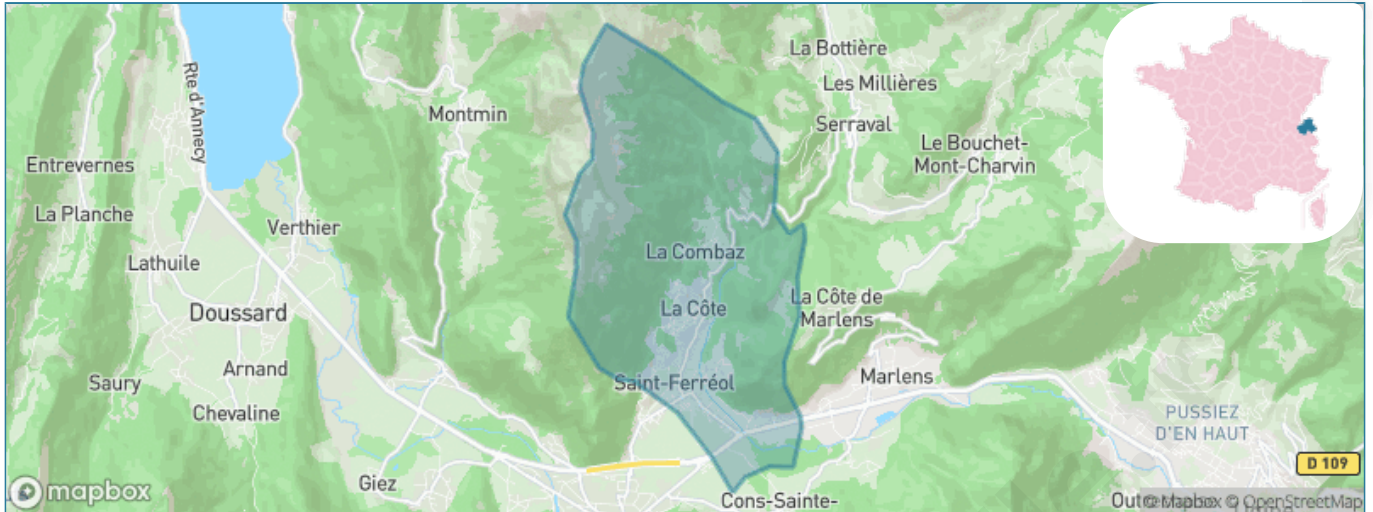 La Bottière
Les Millières
Rte d'Annecy
Montmin
Serraval
Le Bouchet-
Mont-Charvin
Entrevernes
La Planche
Verthier
La Combaz
Lathuile
La Côte de
Marlens
Doussard
La Côte
Arnand
Saury
Saint-Ferréol
Marlens
Chevaline
PUSSIEZ
D'EN HAUT
D 109
Giez
mapbox
Cons-Sainte-
© Mapbox © OpenStreetMap